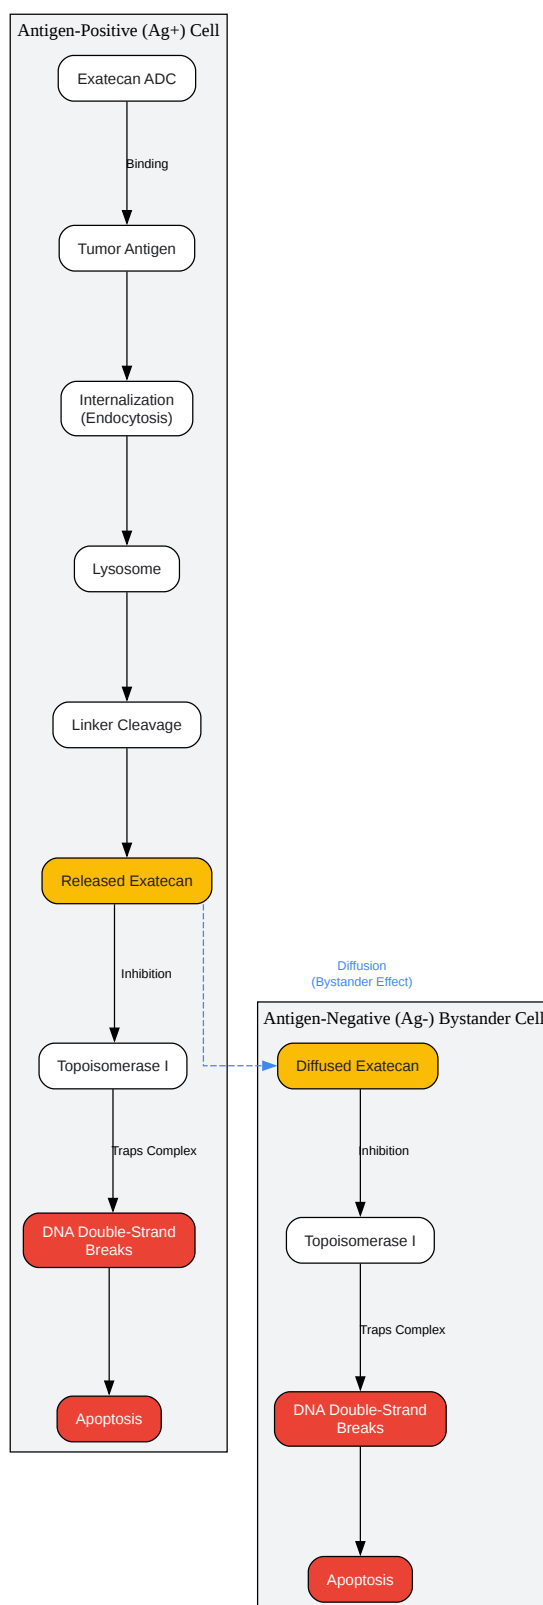 Antigen-Positive (Ag+) Cell
Exatecan ADC
Binding
Tumor Antigen
Internalization
(Endocytosis)
Lysosome
Linker Cleavage
Released Exatecan
Inhibition
Topoisomerase I
Traps Complex
DNA Double-Strand
Breaks
Apoptosis
Diffusion
(Bystander Effect)
Antigen-Negative (Ag-) Bystander Cell
Diffused Exatecan
Inhibition
Topoisomerase I
Traps Complex
DNA Double-Strand
Breaks
Apoptosis